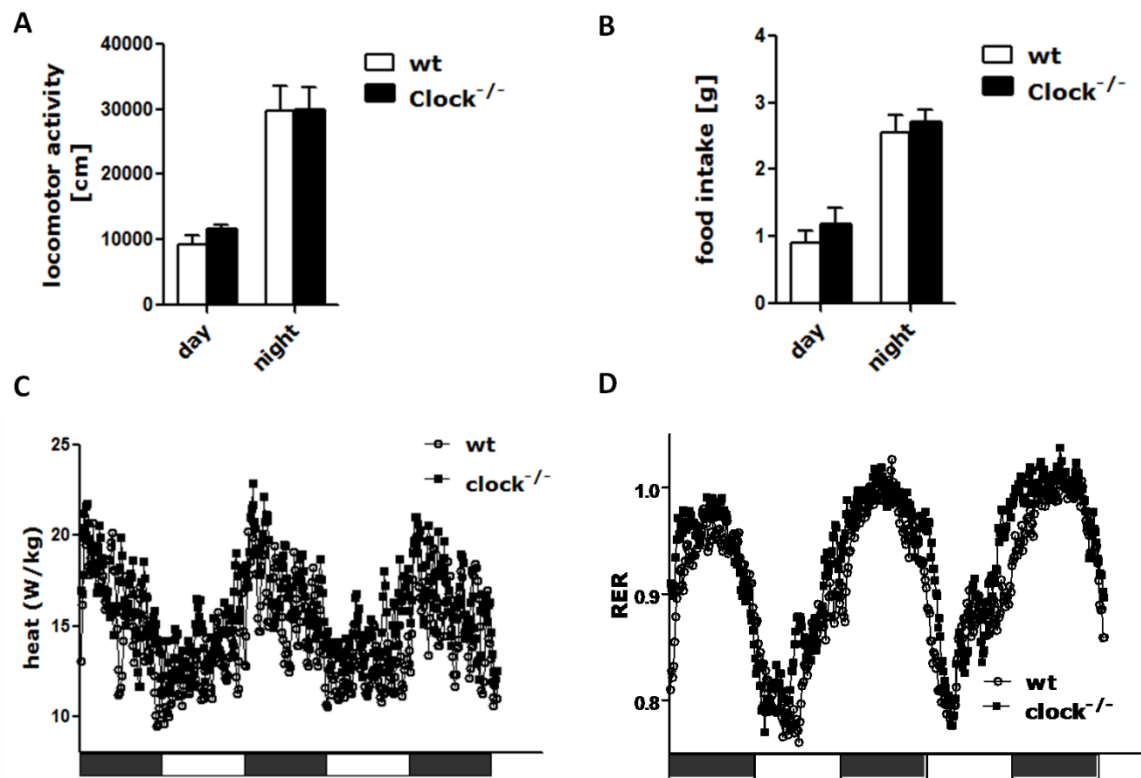 A
locomotor activity
[cm]
40000
30000
20000
10000
0
day
night
wt
Clock-/-
B
food intake [g]
4
3
2
1
0
day
night
wt
Clock-/-
C
heat (W/kg)
25
20
15
10
wt
clock-/-
D
RER
1.0
0.9
0.8
wt
clock-/-